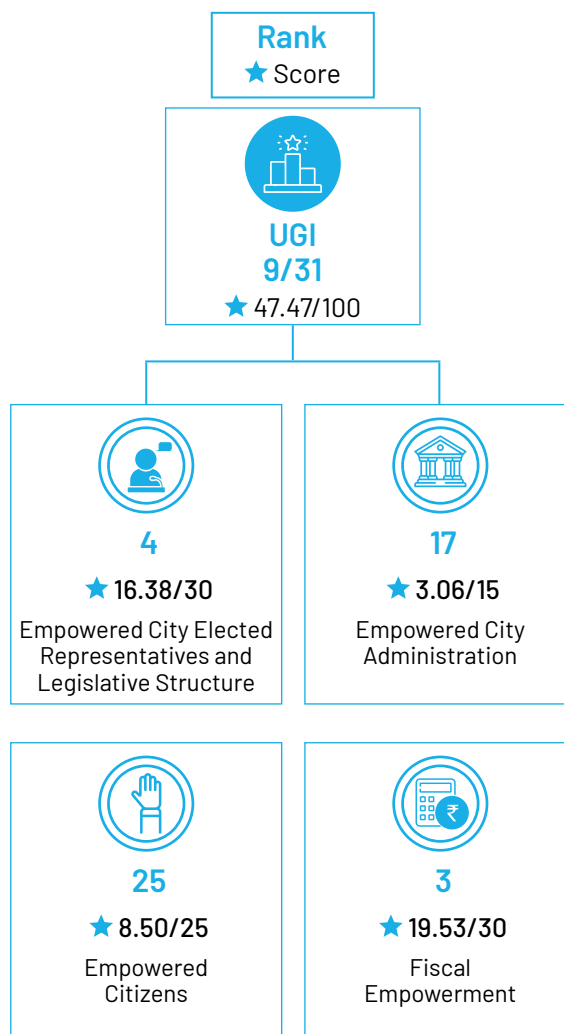 Rank
★ Score
UGI
9/31
★ 47.47/100
4
★ 16.38/30
Empowered City Elected
Representatives and
Legislative Structure
17
★ 3.06/15
Empowered City
Administration
25
★ 8.50/25
Empowered
Citizens
₹
3
★ 19.53/30
Fiscal
Empowerment